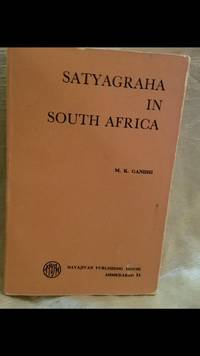 SATYAGRAHA
IN
SOUTH AFRICA
M. K. GANDHI
NAVAJIVAN PUBLISHING HOUSE
AHMEDABAD 14